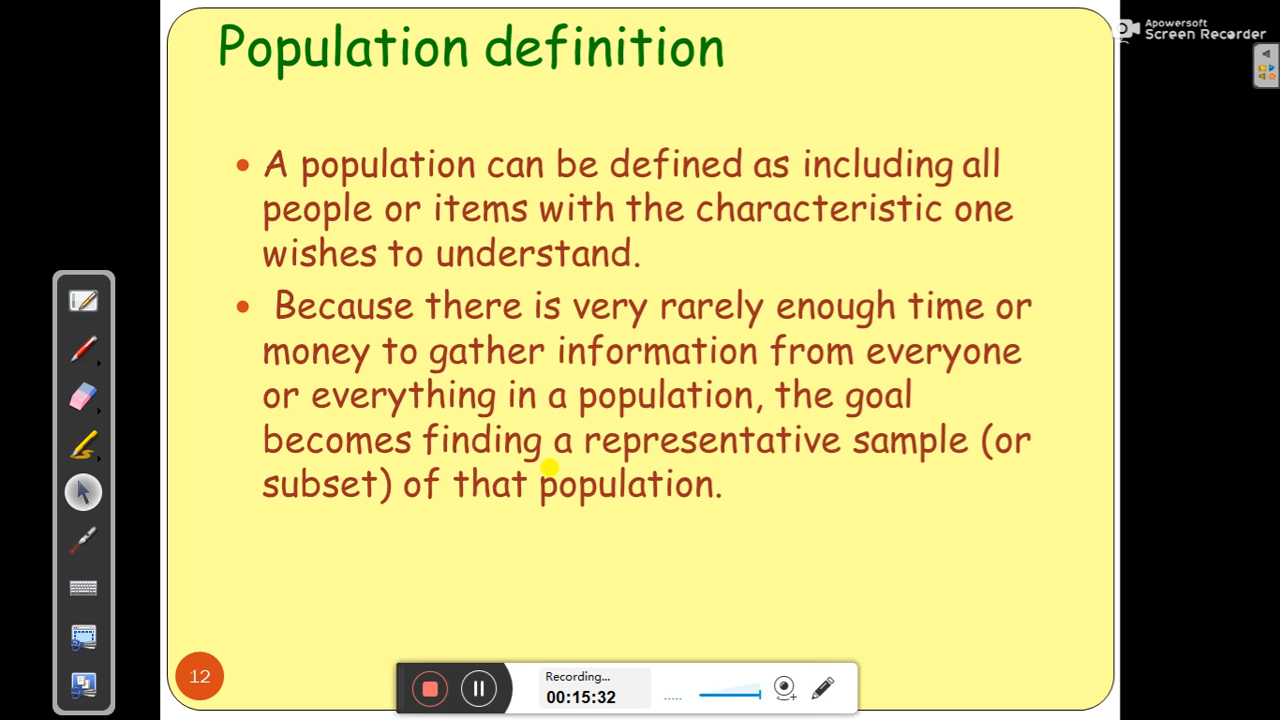 Population definition
Apowersoft
Screen Recorder
• A population can be defined as including all
people or items with the characteristic one
wishes to understand.
• Because there is very rarely enough time or
money to gather information from everyone
or everything in a population, the goal
becomes finding a representative sample (or
subset) of that population.
12
Recording...
00:15:32